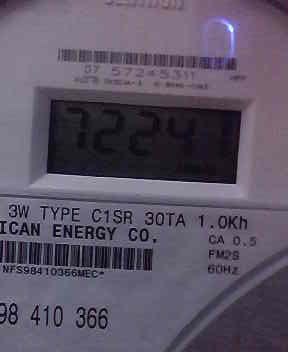 CENTRON
07 57245311
72241
3W TYPE C1SR 30TA 1.0Kh
ICAN ENERGY CO.
CA 0.5
FM2S
60Hz
NFS98410366MEC*
98 410 366